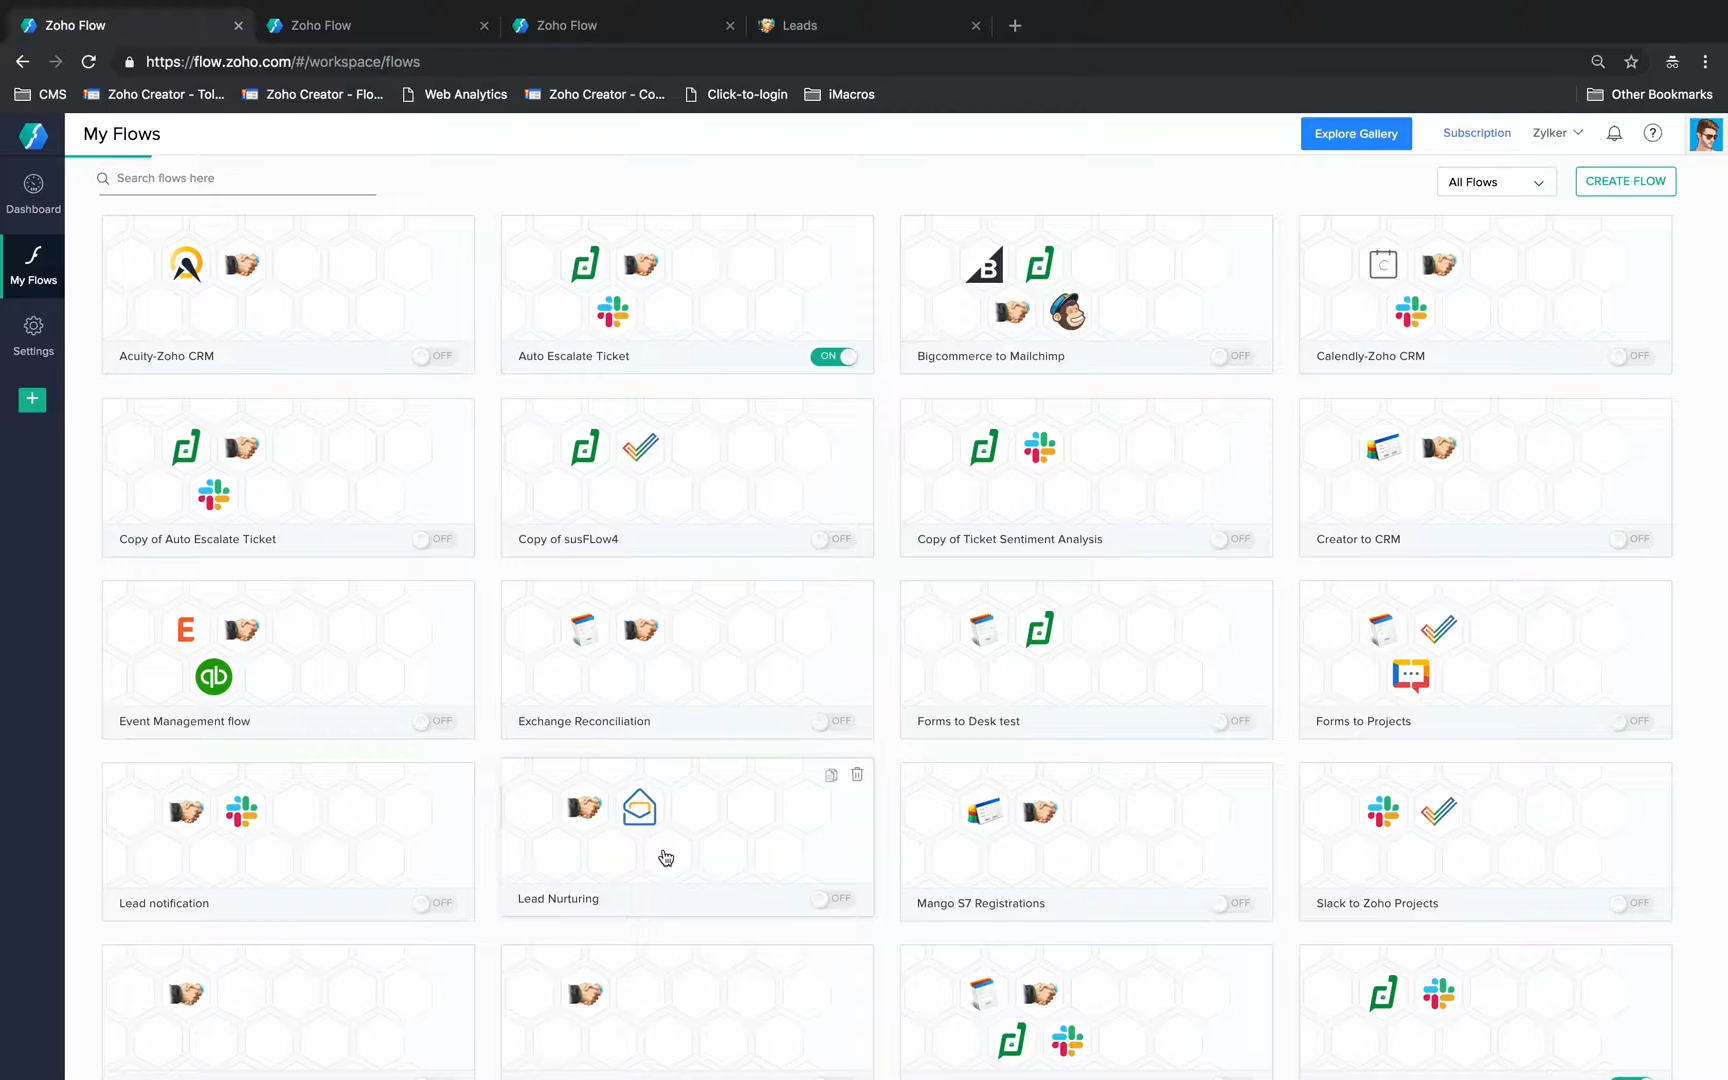 Zoho Flow
Zoho Flow
Zoho Flow
Leads
https://flow.zoho.com/#/workspace/flows
CMS
Zoho Creator - Tol...
Zoho Creator - Flo...
Web Analytics
Zoho Creator - Co...
Click-to-login
iMacros
Other Bookmarks
My Flows
Explore Gallery
Subscription
Zylker
?
Search flows here
All Flows
CREATE FLOW
Dashboard
My Flows
Settings
+
Acuity-Zoho CRM
OFF
Auto Escalate Ticket
ON
B
Bigcommerce to Mailchimp
OFF
C
Calendly-Zoho CRM
OFF
Copy of Auto Escalate Ticket
OFF
Copy of susFLow4
OFF
Copy of Ticket Sentiment Analysis
OFF
Creator to CRM
OFF
E
qb
Event Management flow
OFF
Exchange Reconciliation
OFF
Forms to Desk test
OFF
Forms to Projects
OFF
Lead notification
OFF
Lead Nurturing
OFF
Mango S7 Registrations
OFF
Slack to Zoho Projects
OFF